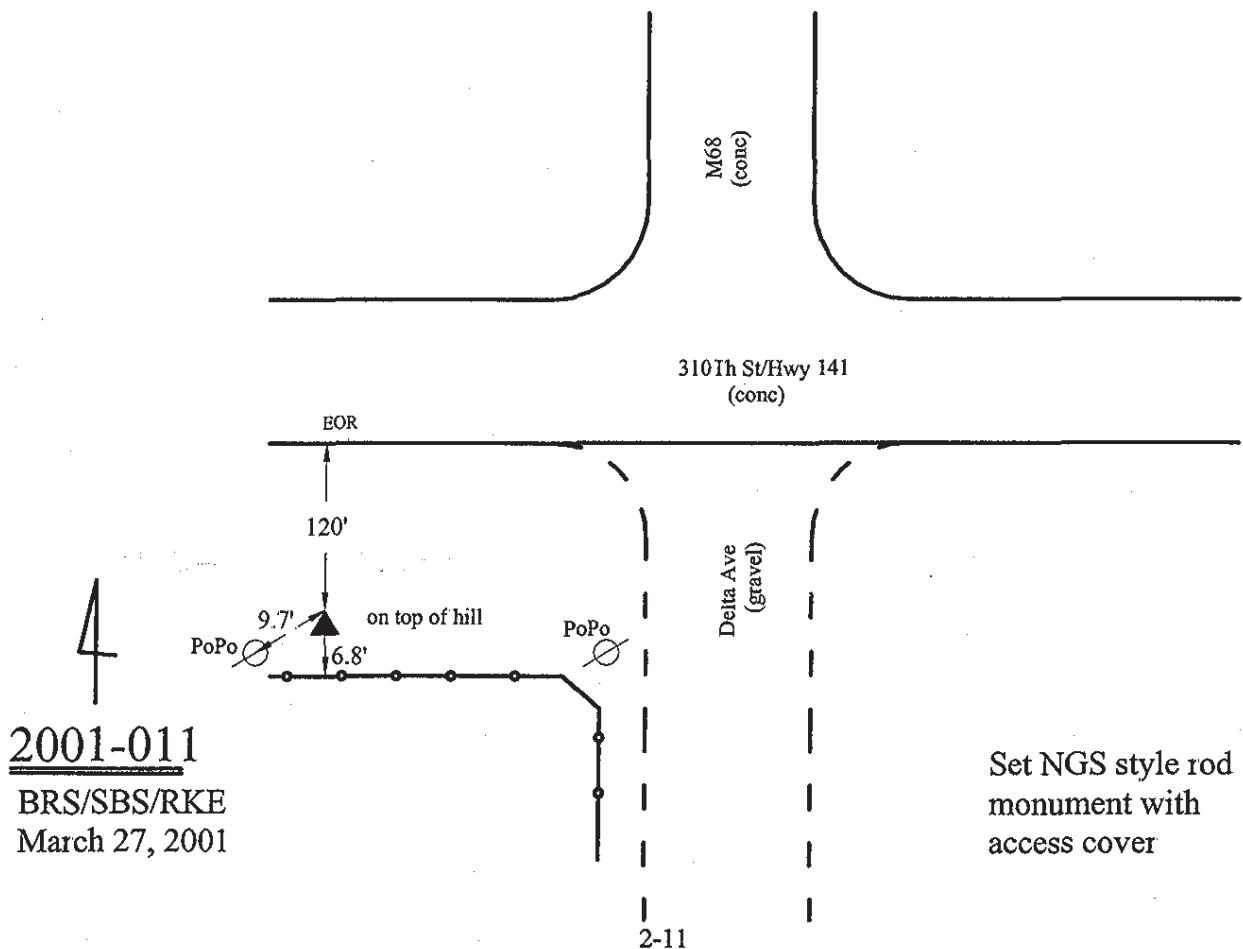 M68
(conc)
310Th St/Hwy 141
(conc)
EOR
120'
Delta Ave
(gravel)
9.7'
on top of hill
PoPo
PoPo
6.8'
2001-011
BRS/SBS/RKE
March 27, 2001
Set NGS style rod
monument with
access cover
2-11